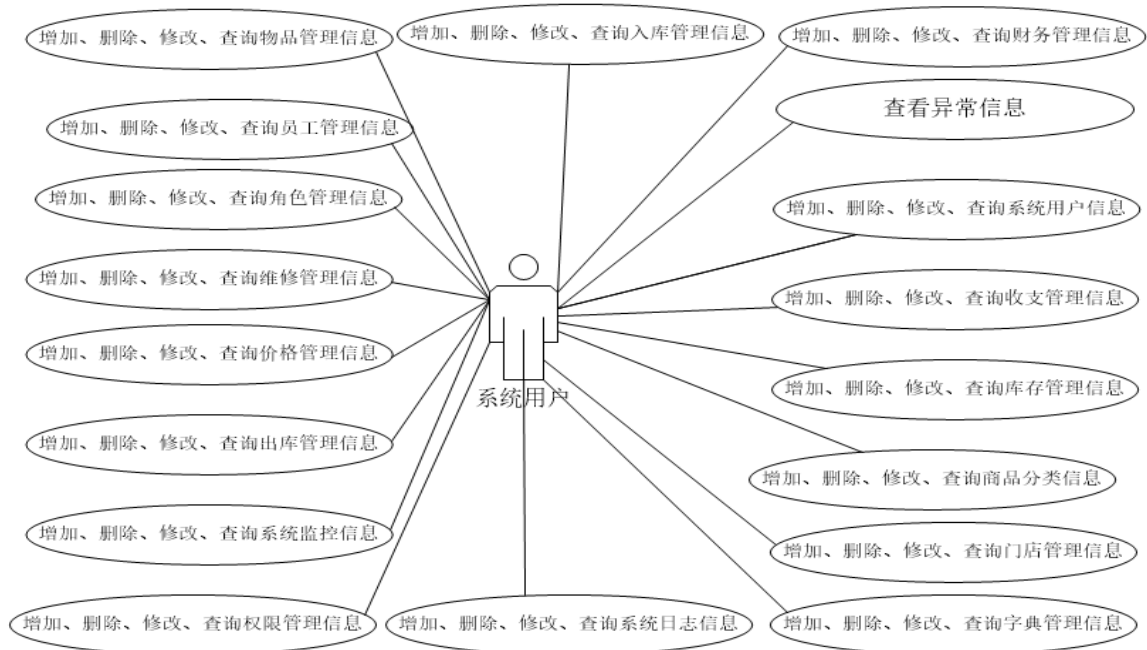 增加、删除、修改、查询物品管理信息
增加、删除、修改、查询入库管理信息
增加、删除、修改、查询财务管理信息
查看异常信息
增加、删除、修改、查询员工管理信息
增加、删除、修改、查询角色管理信息
增加、删除、修改、查询系统用户信息
增加、删除、修改、查询维修管理信息
增加、删除、修改、查询收支管理信息
增加、删除、修改、查询价格管理信息
增加、删除、修改、查询库存管理信息
系统用户
增加、删除、修改、查询出库管理信息
增加、删除、修改、查询商品分类信息
增加、删除、修改、查询系统监控信息
增加、删除、修改、查询门店管理信息
增加、删除、修改、查询权限管理信息
增加、删除、修改、查询系统日志信息
增加、删除、修改、查询字典管理信息